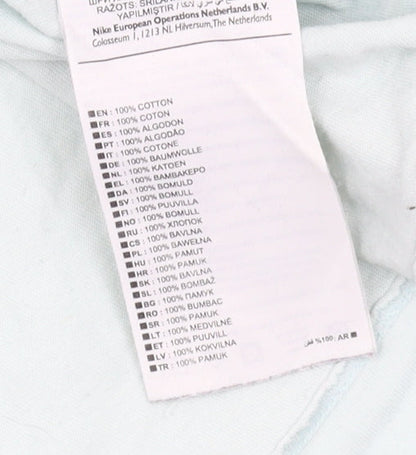 RAŽOTS: SRILAN
YAPILMIŞTIR /
Nike European Operations Netherlands B.V.
Colosseum 1, 1213 NL Hilversum, The Netherlands
EN: 100% COTTON
FR : 100% COTON
ES : 100% ALGODON
PT : 100% ALGODÃO
IT : 100% COTONE
DE : 100% BAUMWOLLE
NL : 100% KATOEN
EL : 100% ΒΑΜΒΑΚΕΡΟ
DA : 100% BOMULD
SV : 100% BOMULL
FI : 100% PUUVILLA
NO : 100% BOMULL
RU : 100% ХЛОПОК
CS : 100% BAVLNA
PL : 100% BAWEŁNA
HU : 100% PAMUT
HR : 100% PAMUK
SK : 100% BAVLNA
SL : 100% BOMBAŽ
BG : 100% ПАМУК
RO : 100% BUMBAC
SR : 100% PAMUK
LT : 100% MEDVILNĖ
ET : 100% PUUVILL
LV : 100% KOKVILNA
TR : 100% PAMUK
AR : 100% قطن